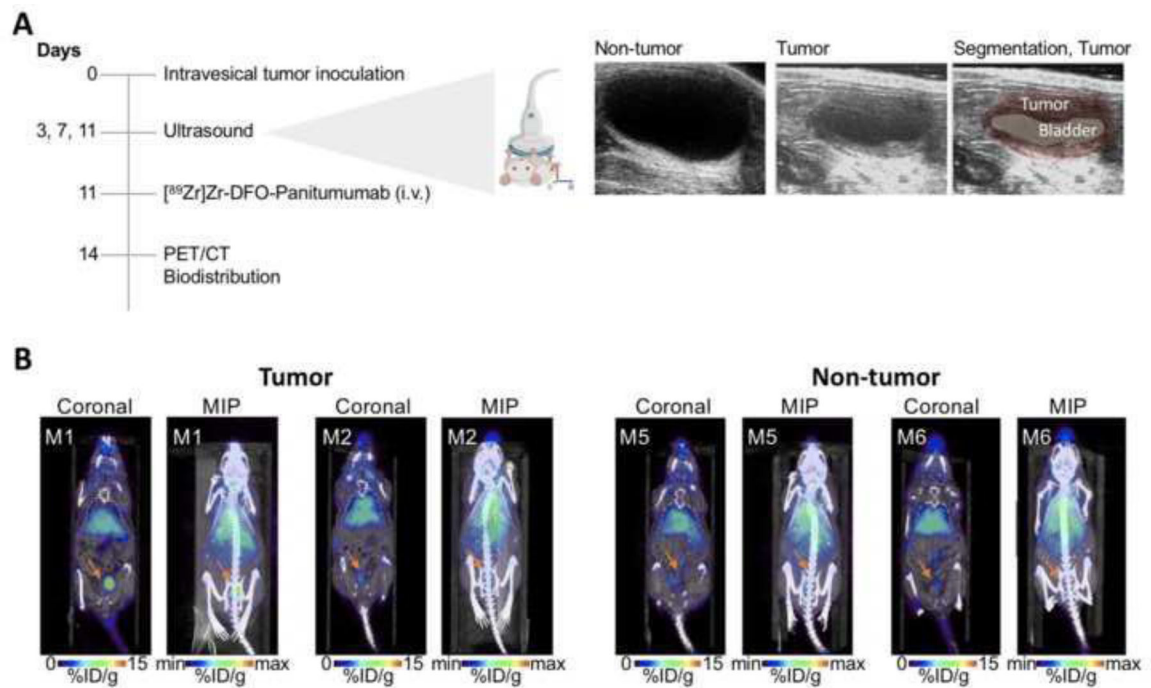 A
Days
0 Intravesical tumor inoculation
3, 7, 11 Ultrasound
11 [⁸⁹Zr]Zr-DFO-Panitumumab (i.v.)
14 PET/CT
Biodistribution
Non-tumor Tumor Segmentation, Tumor
Tumor
Bladder
B
Tumor Non-tumor
Coronal MIP Coronal MIP Coronal MIP Coronal MIP
M1 M1 M2 M2 M5 M5 M6 M6
0 15 min max 0 15 min max 0 15 min max 0 15 min max
%ID/g %ID/g %ID/g %ID/g %ID/g %ID/g %ID/g %ID/g